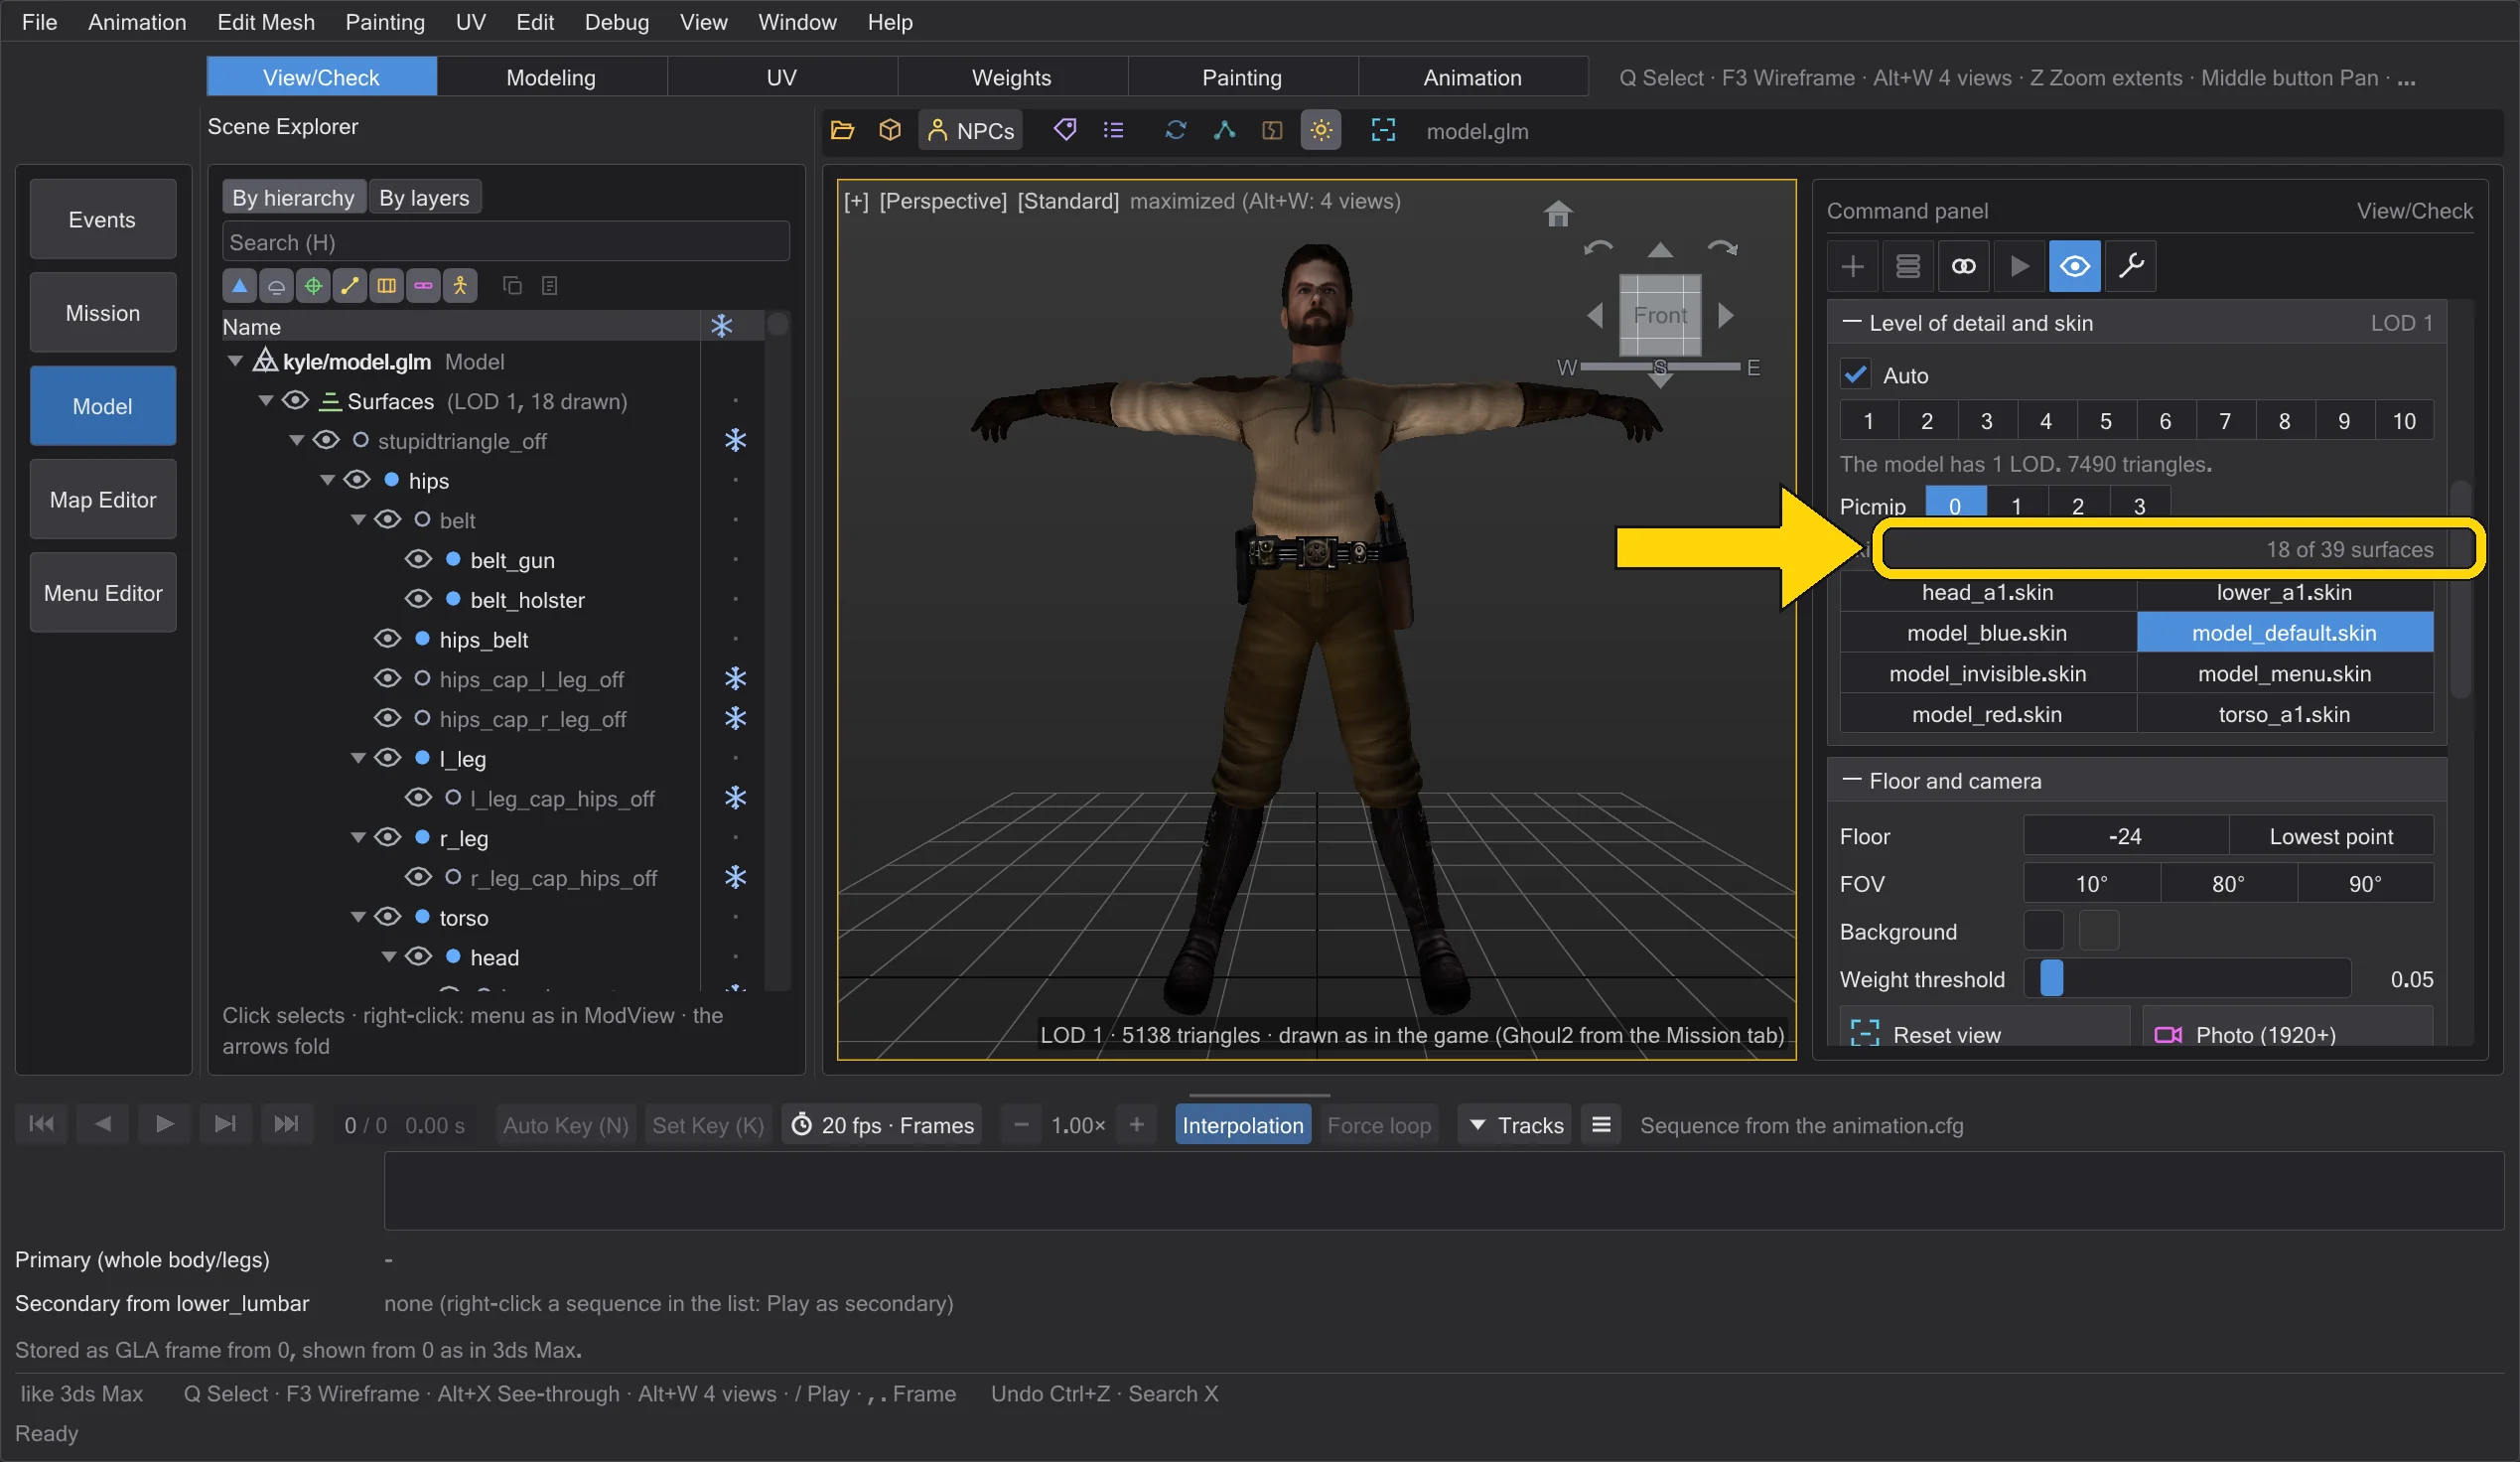 File Animation Edit Mesh Painting UV Edit Debug View Window Help
View/Check Modeling UV Weights Painting Animation Q Select · F3 Wireframe · Alt+W 4 views · Z Zoom extents · Middle button Pan · ...
Scene Explorer
NPCs model.glm
Events
Mission
Model
Map Editor
Menu Editor
By hierarchy By layers
Search (H)
Name
kyle/model.glm Model
Surfaces (LOD 1, 18 drawn)
stupidtriangle_off
hips
belt
belt_gun
belt_holster
hips_belt
hips_cap_l_leg_off
hips_cap_r_leg_off
l_leg
l_leg_cap_hips_off
r_leg
r_leg_cap_hips_off
torso
head
Click selects · right-click: menu as in ModView · the
arrows fold
[+] [Perspective] [Standard] maximized (Alt+W: 4 views)
Front
W S E
LOD 1 · 5138 triangles · drawn as in the game (Ghoul2 from the Mission tab)
Command panel View/Check
Level of detail and skin LOD 1
Auto
1 2 3 4 5 6 7 8 9 10
The model has 1 LOD. 7490 triangles.
Picmip 0 1 2 3
18 of 39 surfaces
head_a1.skin lower_a1.skin
model_blue.skin model_default.skin
model_invisible.skin model_menu.skin
model_red.skin torso_a1.skin
Floor and camera
Floor -24 Lowest point
FOV 10° 80° 90°
Background
Weight threshold 0.05
Reset view Photo (1920+)
0 / 0 0.00 s Auto Key (N) Set Key (K) 20 fps · Frames − 1.00× + Interpolation Force loop Tracks Sequence from the animation.cfg
Primary (whole body/legs) -
Secondary from lower_lumbar none (right-click a sequence in the list: Play as secondary)
Stored as GLA frame from 0, shown from 0 as in 3ds Max.
like 3ds Max Q Select · F3 Wireframe · Alt+X See-through · Alt+W 4 views · / Play · , . Frame Undo Ctrl+Z · Search X
Ready